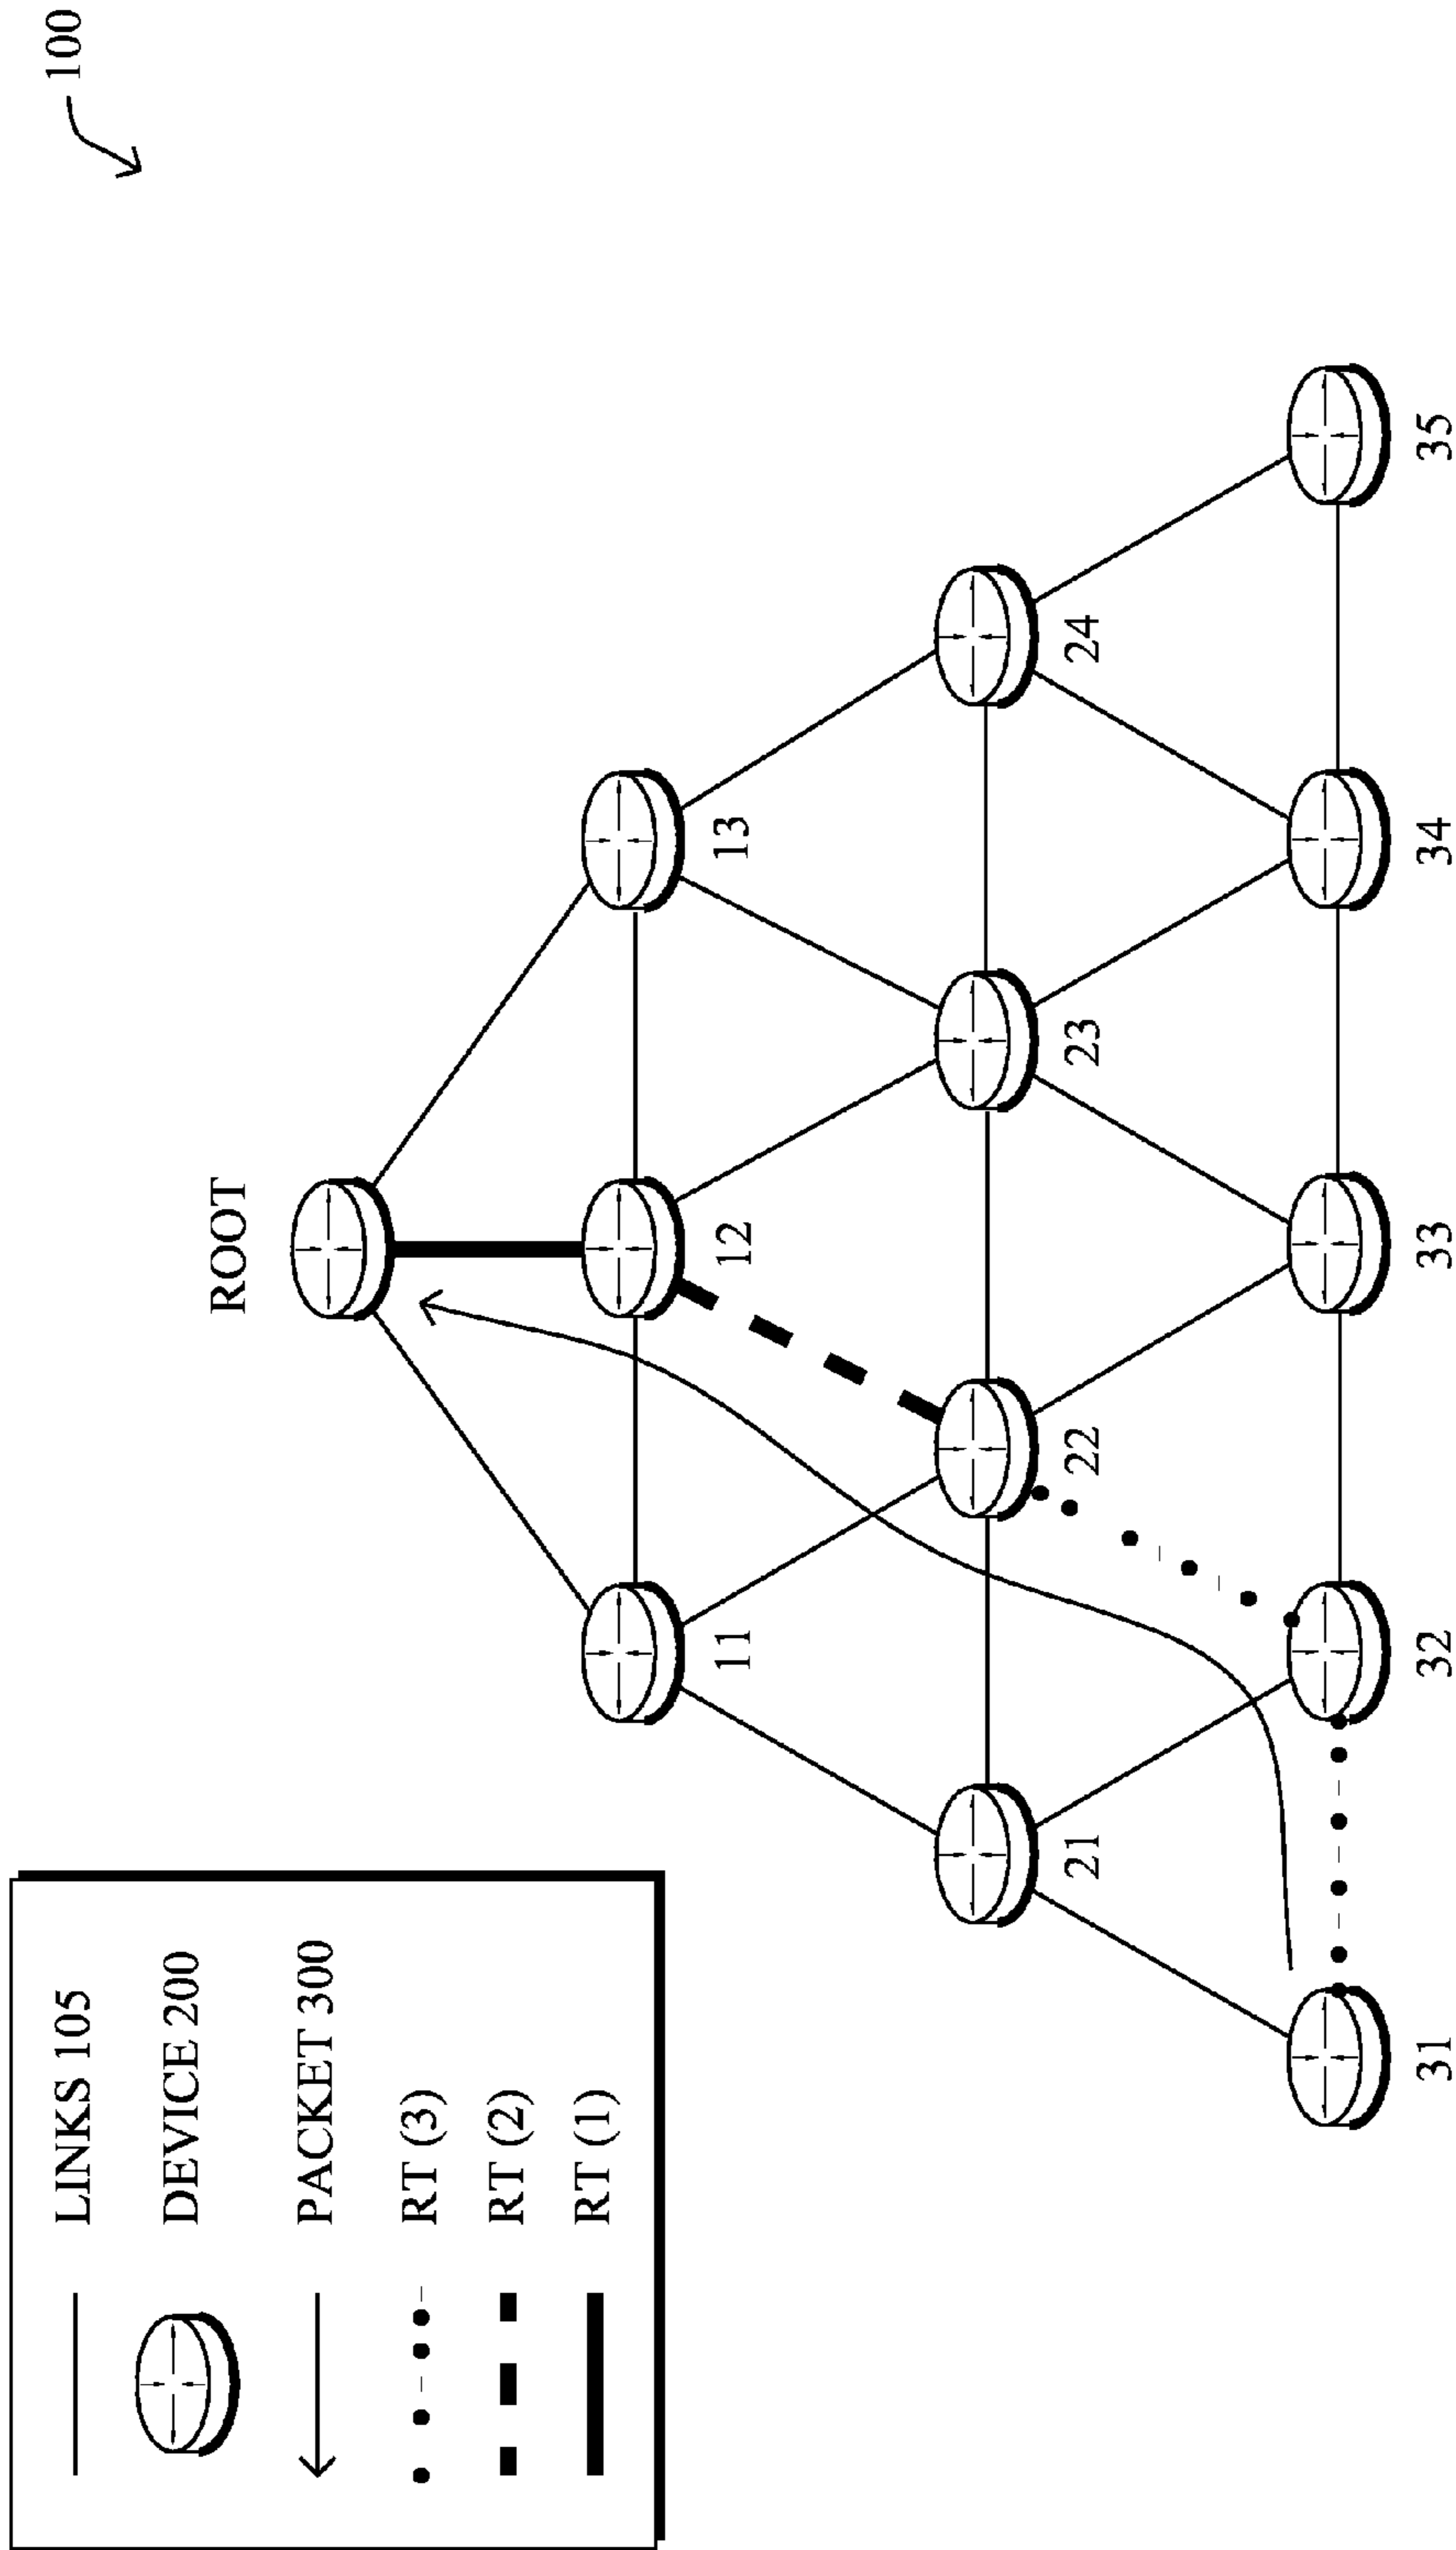 100
LINKS 105
DEVICE 200
PACKET 300
RT (3)
RT (2)
RT (1)
ROOT
11
12
13
21
22
23
24
31
32
33
34
35